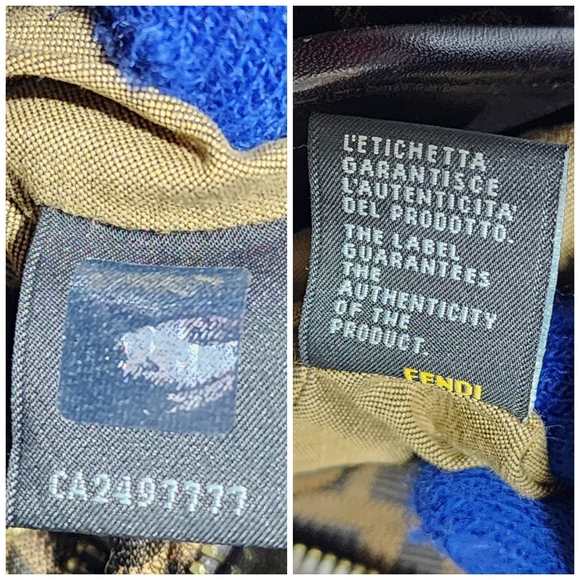 CA2497777
L'ETICHETTA
GARANTISCE
L'AUTENTICITA'
DEL PRODOTTO.
THE LABEL
GUARANTEES
THE
AUTHENTICITY
OF THE
PRODUCT.
FENDI